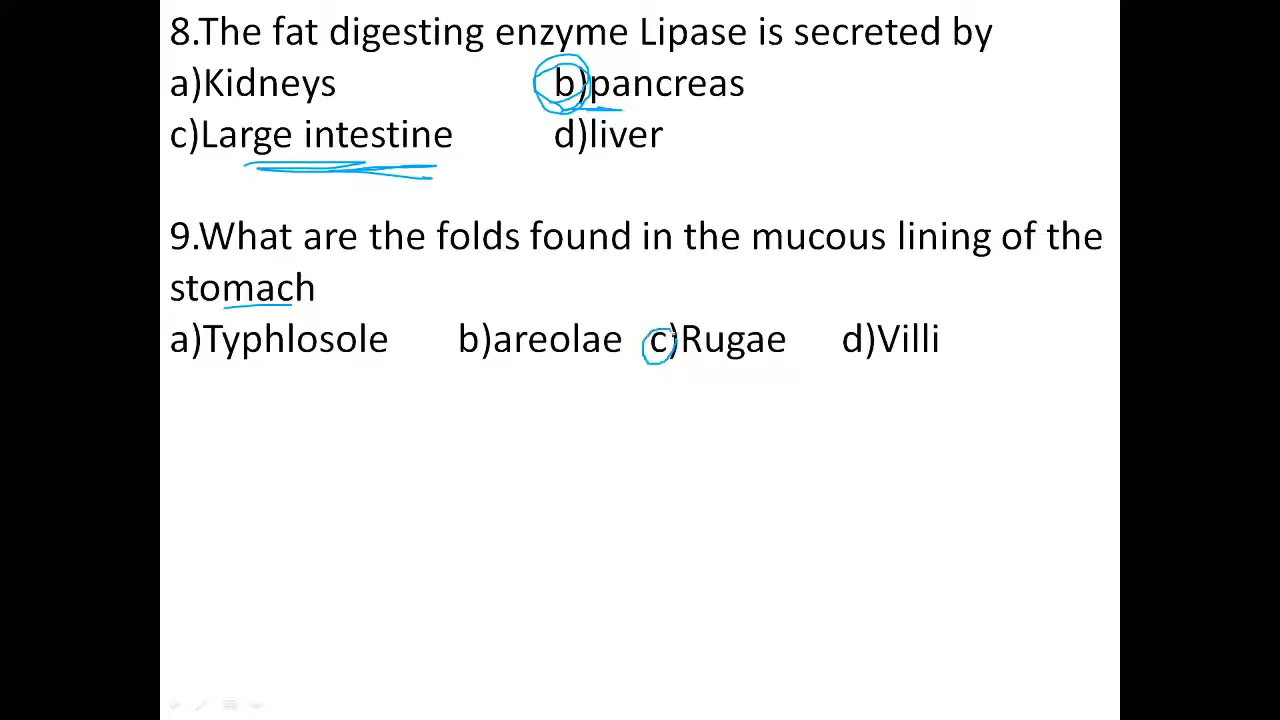 8.The fat digesting enzyme Lipase is secreted by
a)Kidneys b)pancreas
c)Large intestine d)liver
9.What are the folds found in the mucous lining of the
stomach
a)Typhlosole b)areolae c)Rugae d)Villi